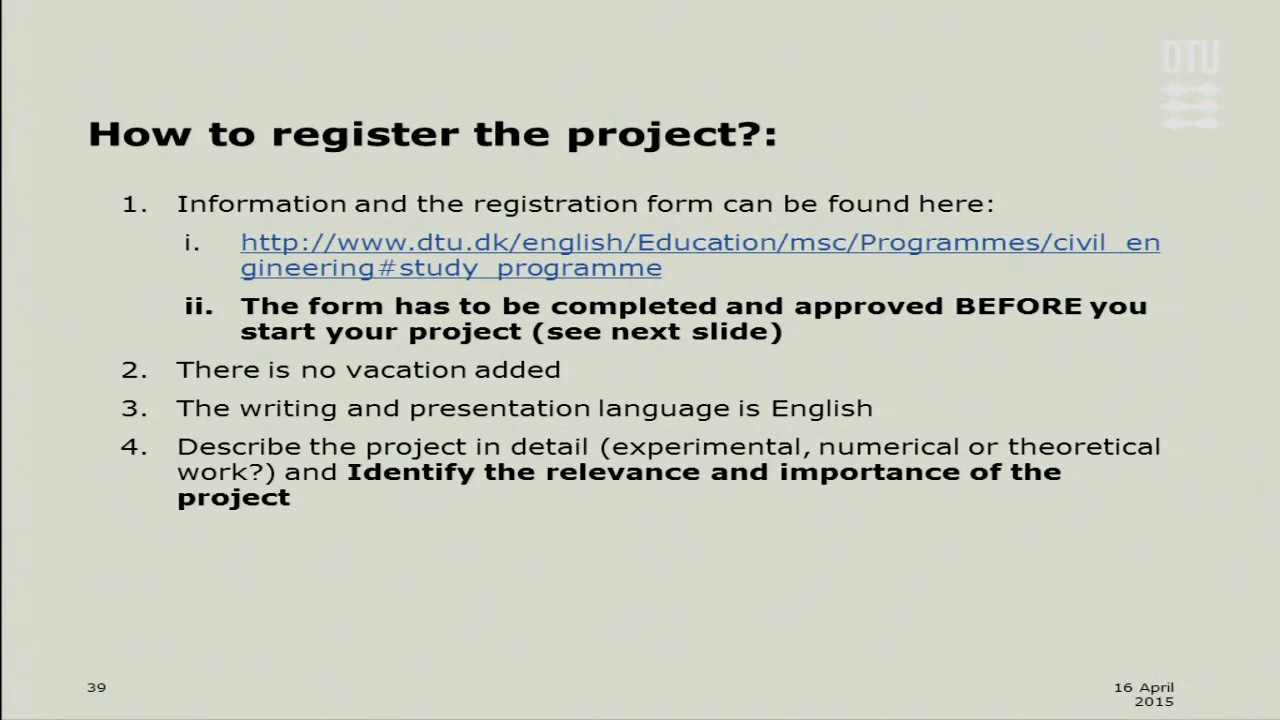 DTU
How to register the project?:
1. Information and the registration form can be found here:
i. http://www.dtu.dk/english/Education/msc/Programmes/civil_en
gineering#study_programme
ii. The form has to be completed and approved BEFORE you
start your project (see next slide)
2. There is no vacation added
3. The writing and presentation language is English
4. Describe the project in detail (experimental, numerical or theoretical
work?) and Identify the relevance and importance of the
project
39
16 April
2015